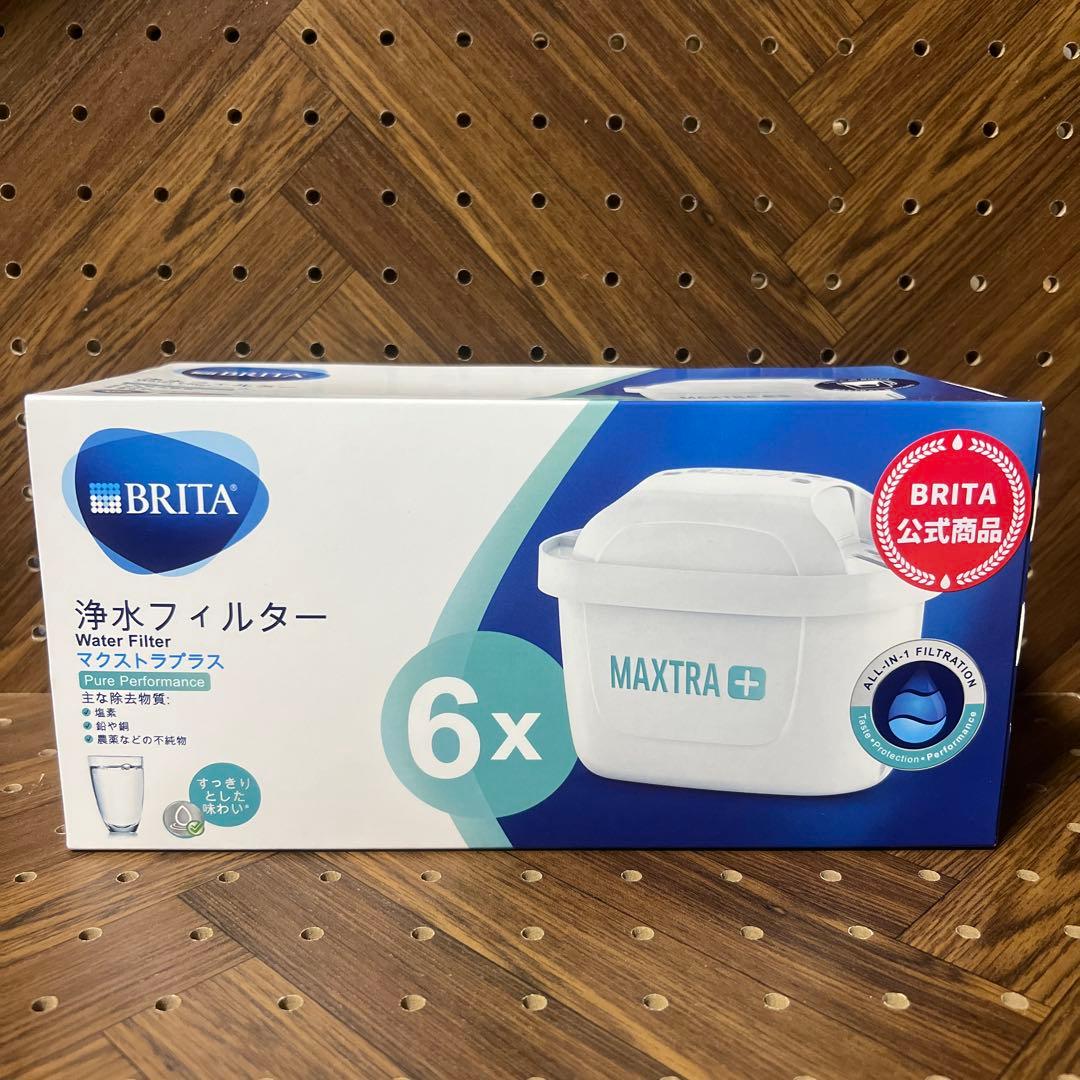 BRITA
MAXTRA
BRITA®
浄水フィルター
Water Filter
マクストラプラス
Pure Performance
主な除去物質:
塩素
鉛や銅
農薬などの不純物
すっきり
とした
味わい*
6x
MAXTRA+
BRITA
公式商品
ALL-IN-1 FILTRATION
Taste • Protection • Performance